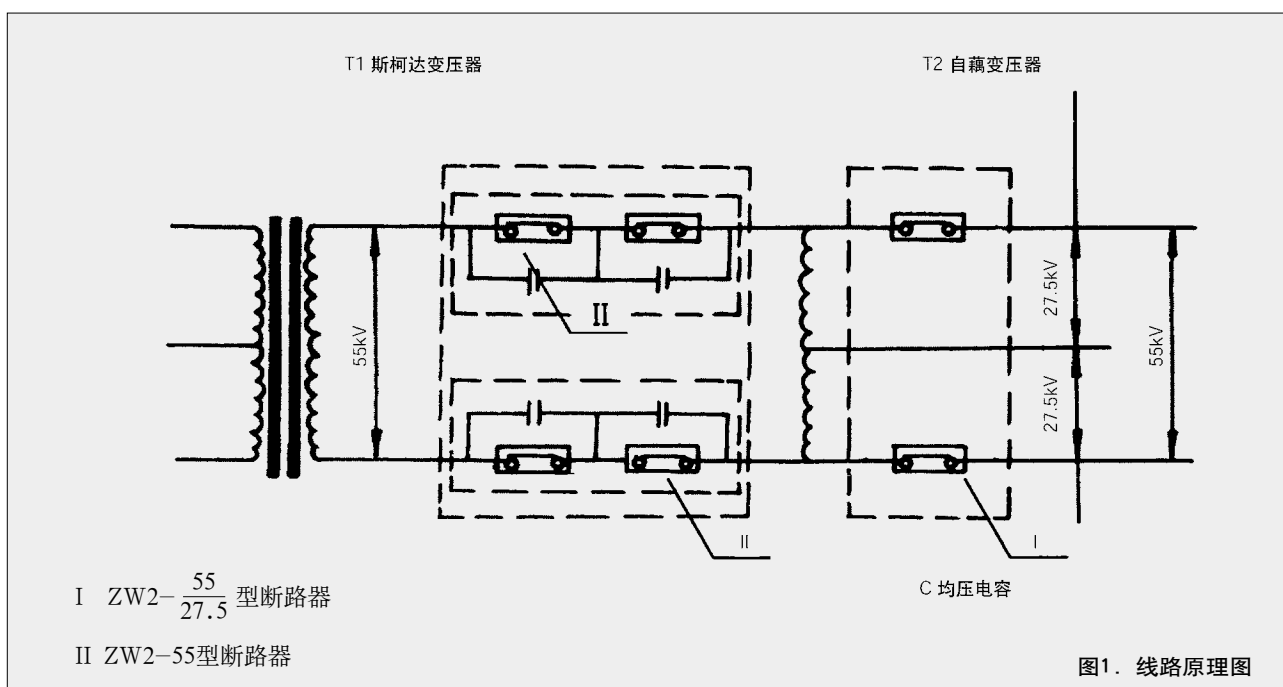 T1 斯柯达变压器
T2 自藕变压器
55kV
II
27.5kV
27.5kV
55kV
II
I
C 均压电容
I ZW2-55/27.5 型断路器
II ZW2-55型断路器
图1. 线路原理图